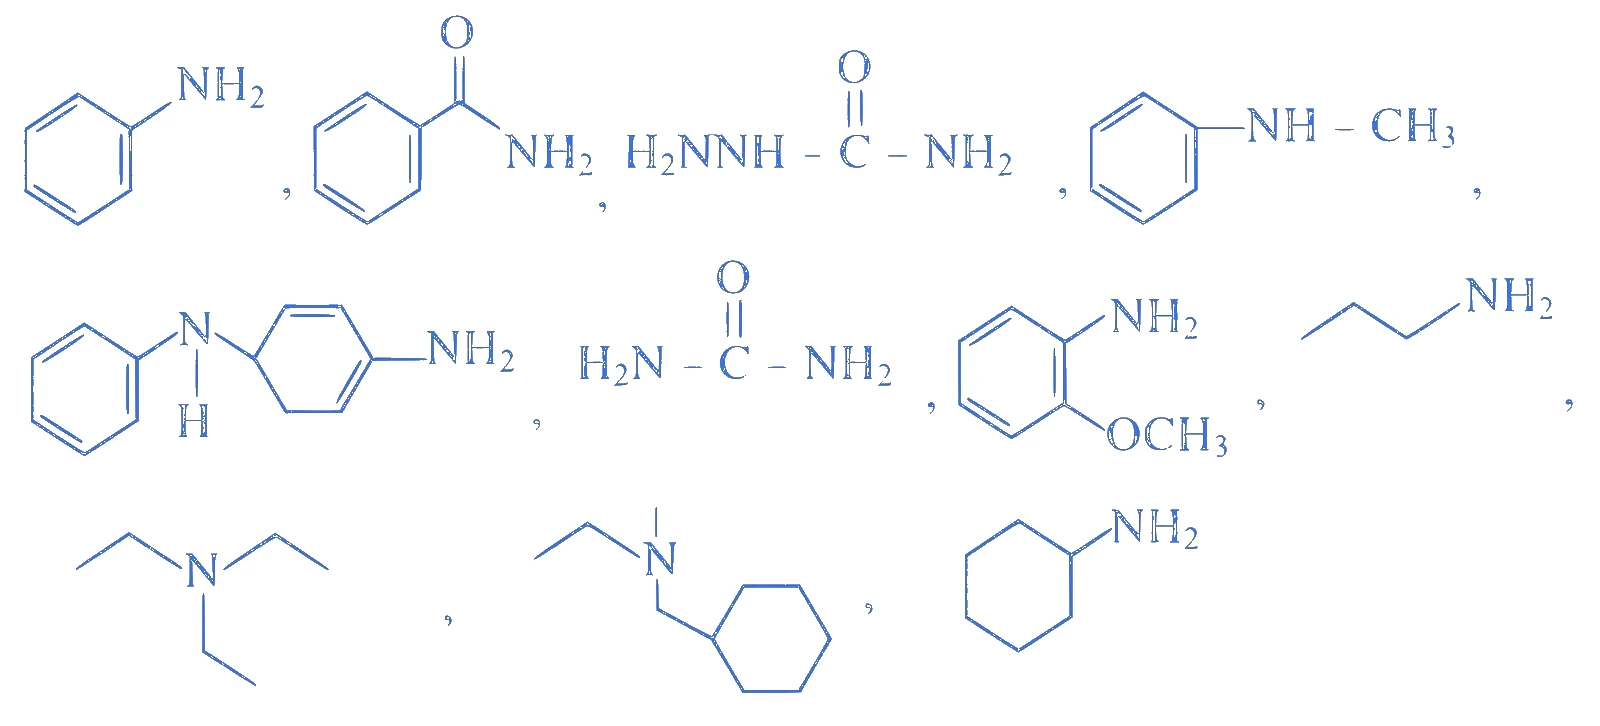 NH2 , O NH2 , H2NNH – C – NH2 O , NH – CH3 ,
N H NH2 , H2N – C – NH2 O , NH2 OCH3 , NH2 ,
N , N , NH2